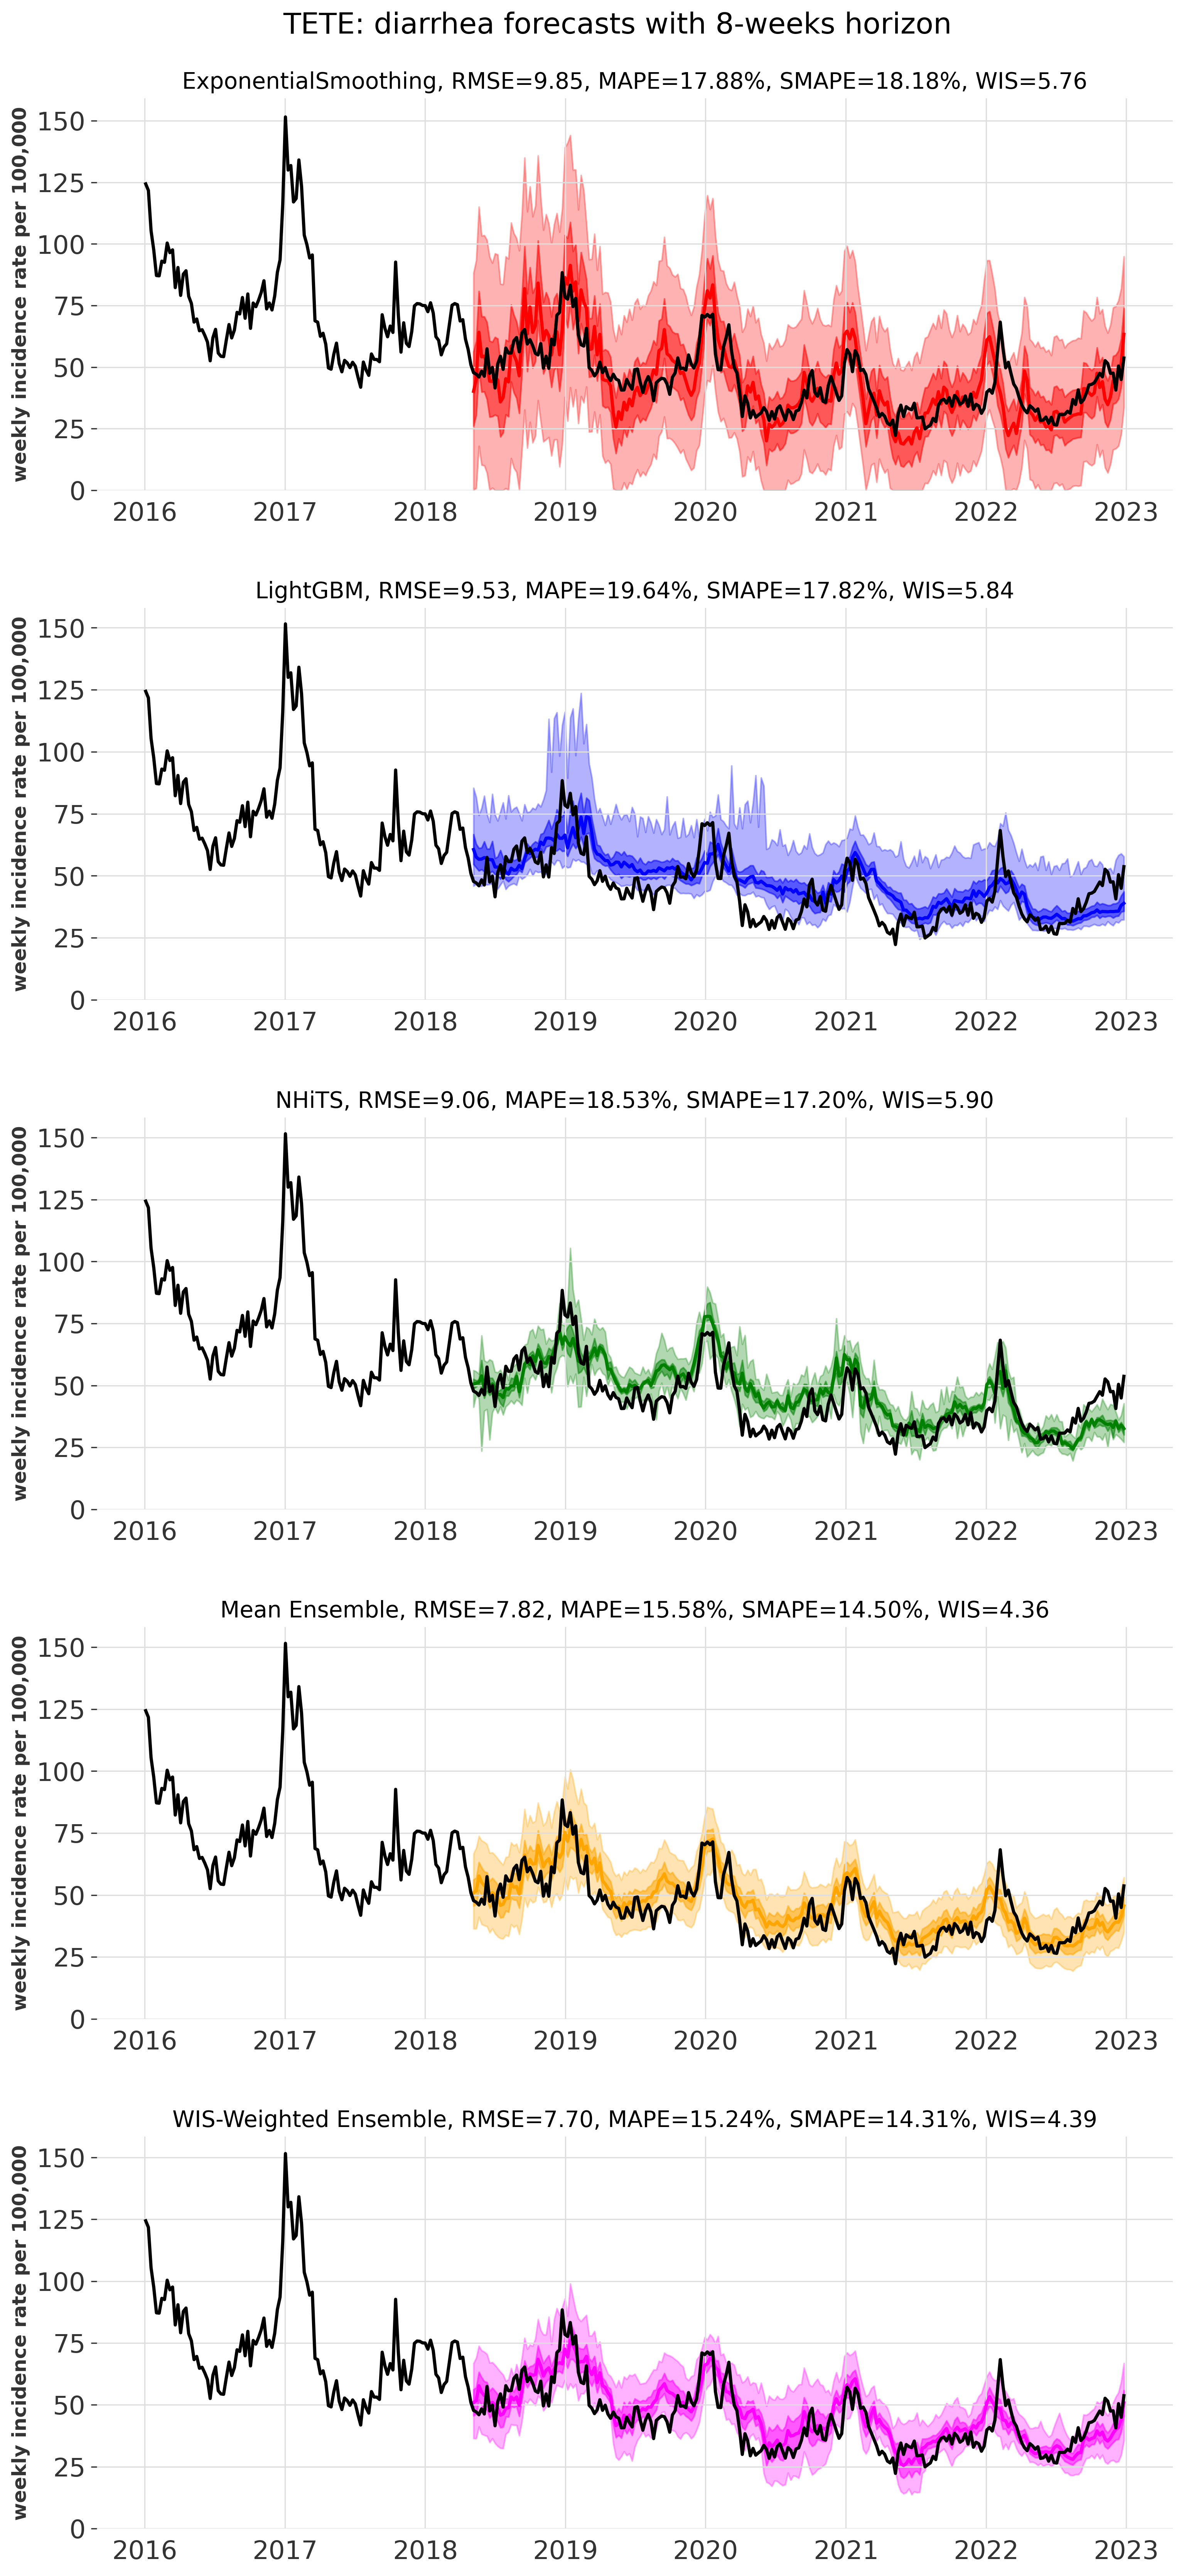 TETE: diarrhea forecasts with 8-weeks horizon
ExponentialSmoothing, RMSE=9.85, MAPE=17.88%, SMAPE=18.18%, WIS=5.76
weekly incidence rate per 100,000
150
125
100
75
50
25
0
2016 2017 2018 2019 2020 2021 2022 2023
LightGBM, RMSE=9.53, MAPE=19.64%, SMAPE=17.82%, WIS=5.84
weekly incidence rate per 100,000
150
125
100
75
50
25
0
2016 2017 2018 2019 2020 2021 2022 2023
NHiTS, RMSE=9.06, MAPE=18.53%, SMAPE=17.20%, WIS=5.90
weekly incidence rate per 100,000
150
125
100
75
50
25
0
2016 2017 2018 2019 2020 2021 2022 2023
Mean Ensemble, RMSE=7.82, MAPE=15.58%, SMAPE=14.50%, WIS=4.36
weekly incidence rate per 100,000
150
125
100
75
50
25
0
2016 2017 2018 2019 2020 2021 2022 2023
WIS-Weighted Ensemble, RMSE=7.70, MAPE=15.24%, SMAPE=14.31%, WIS=4.39
weekly incidence rate per 100,000
150
125
100
75
50
25
0
2016 2017 2018 2019 2020 2021 2022 2023